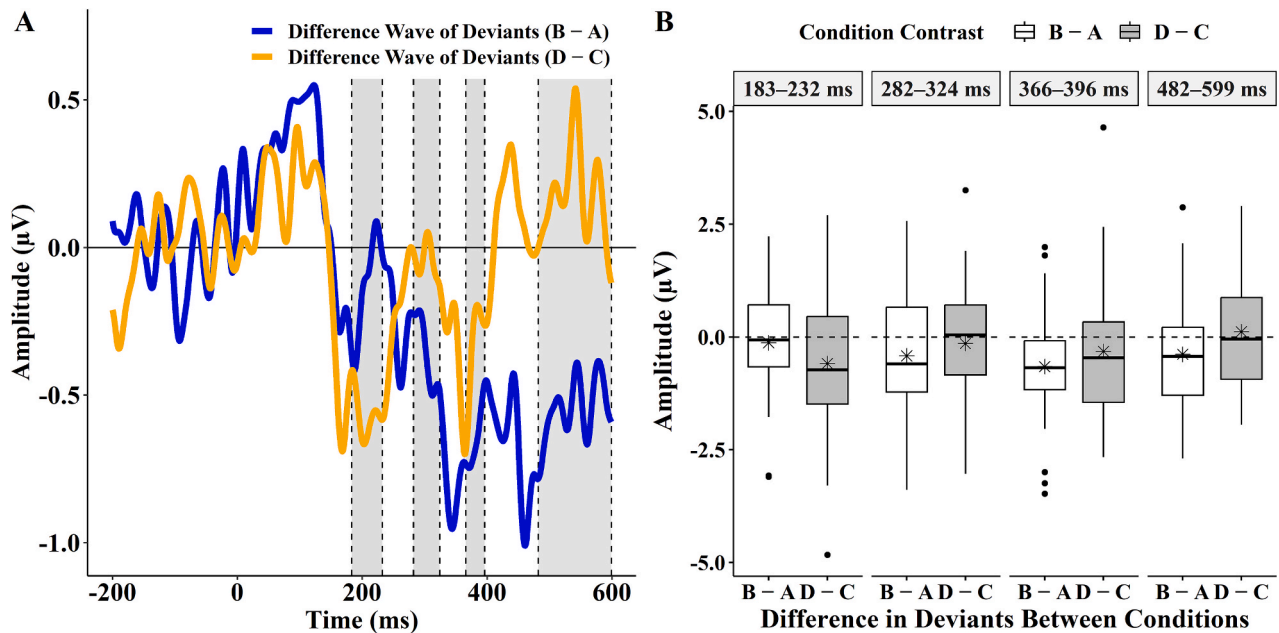 A
Difference Wave of Deviants (B − A)
Difference Wave of Deviants (D − C)
0.5
0.0
-0.5
-1.0
Amplitude (µV)
-200
0
200
400
600
Time (ms)
B
Condition Contrast
B − A
D − C
183–232 ms
282–324 ms
366–396 ms
482–599 ms
5.0
2.5
0.0
-2.5
-5.0
Amplitude (µV)
B − A D − C
B − A D − C
B − A D − C
B − A D − C
Difference in Deviants Between Conditions